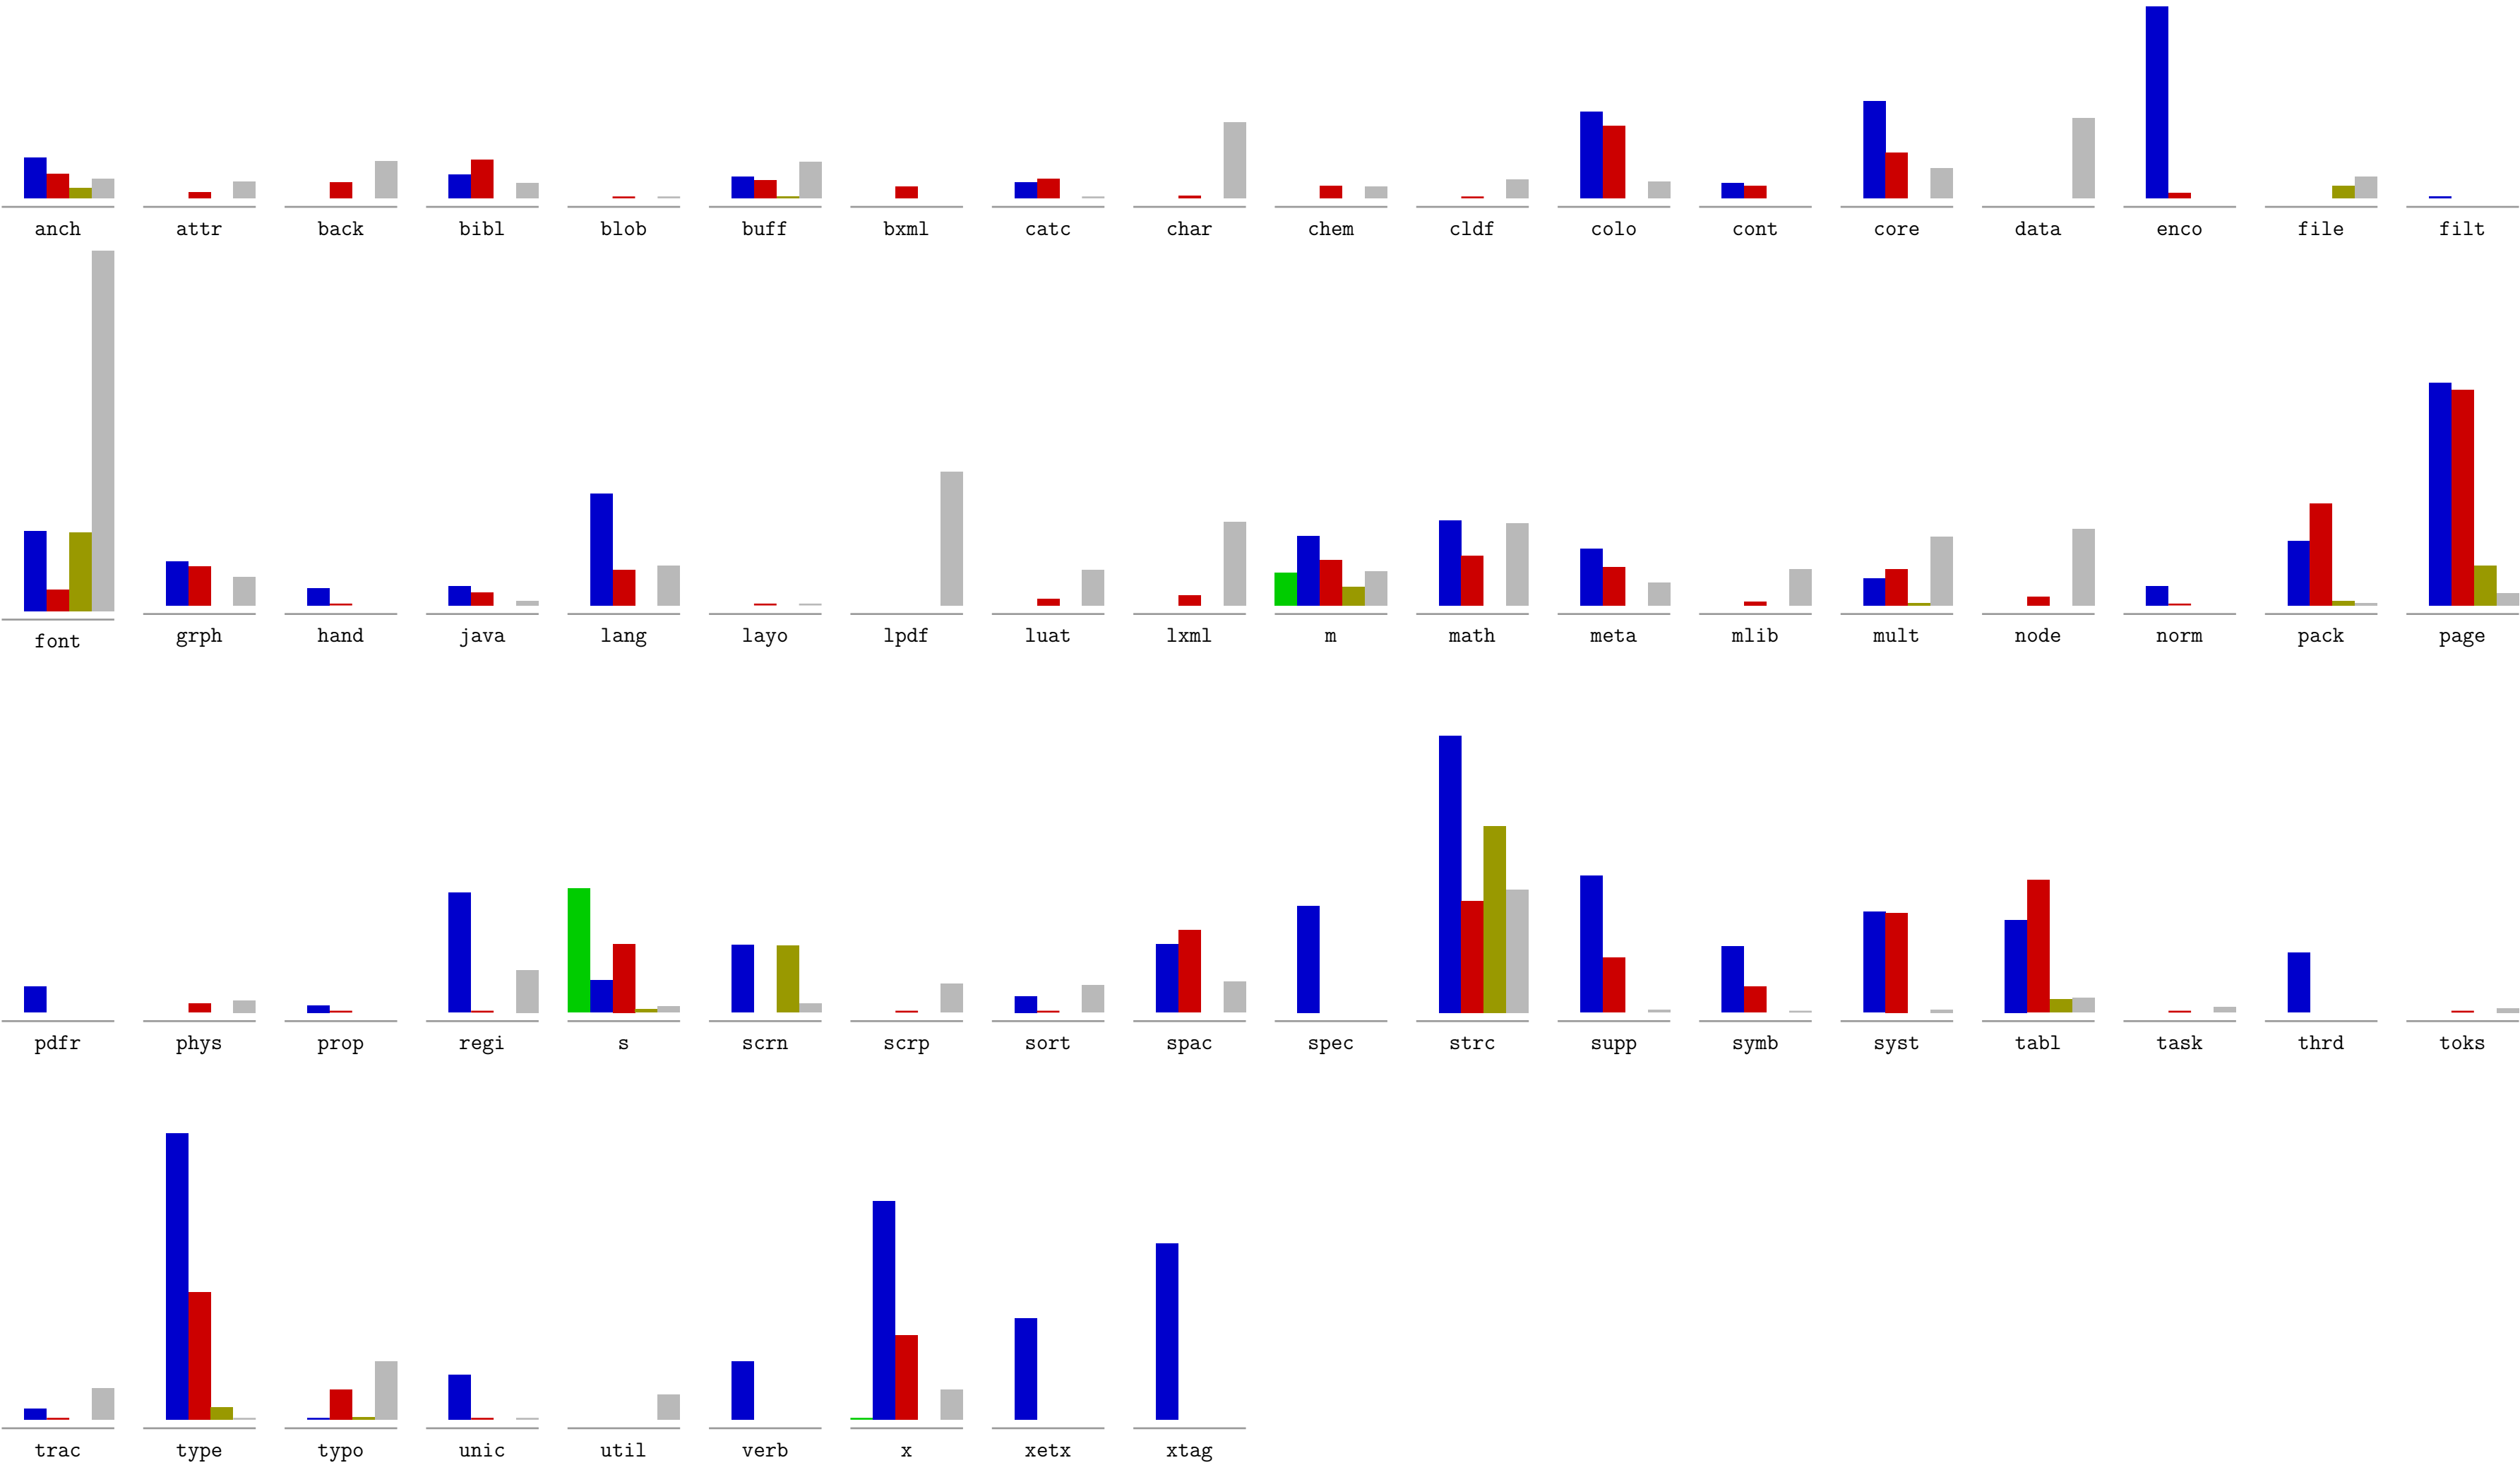 anch attr back bibl blob buff bxml catc char chem cldf colo cont core data enco file filt
font grph hand java lang layo lpdf luat lxml m math meta mlib mult node norm pack page
pdfr phys prop regi s scrn scrp sort spac spec strc supp symb syst tabl task thrd toks
trac type typo unic util verb x xetx xtag